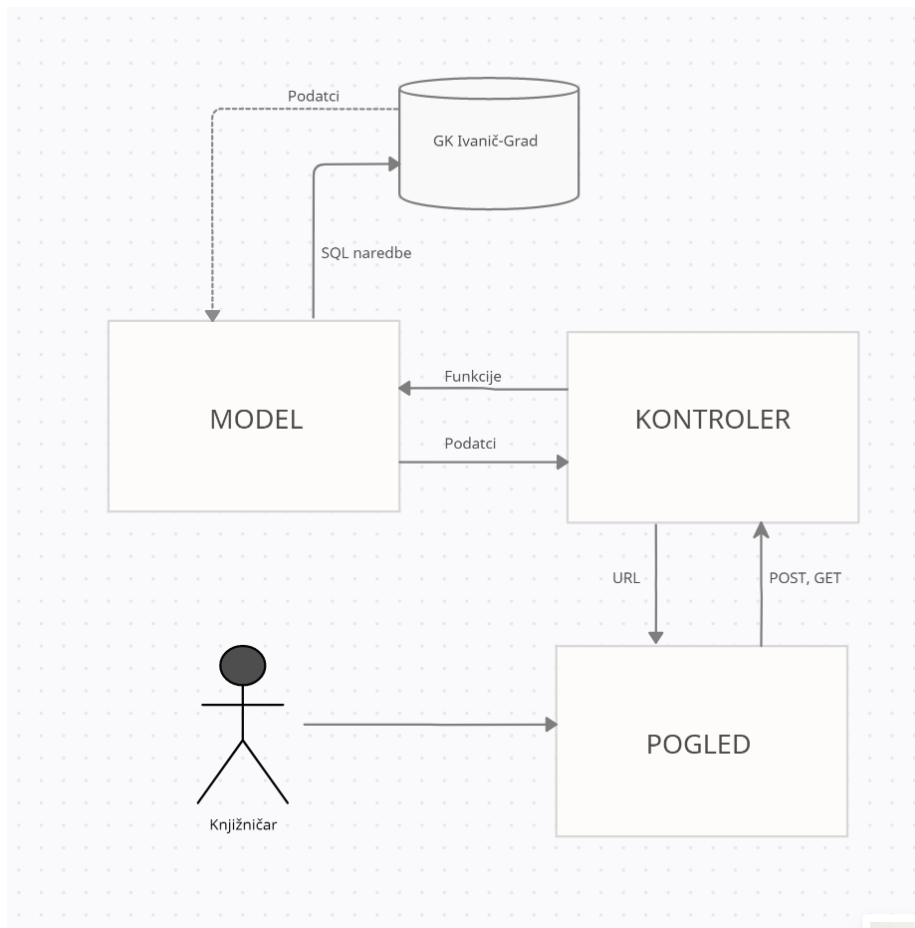 Podatci
GK Ivanič-Grad
SQL naredbe
MODEL
Funkcije
Podatci
KONTROLER
URL
POST, GET
POGLED
Knjižničar